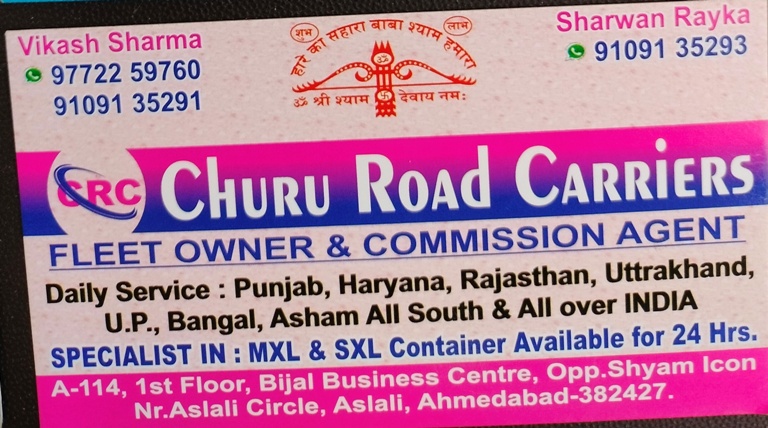 Vikash Sharma
97722 59760
91091 35291
शुभ
लाभ
हारे का सहारा बाबा श्याम हमारा
ॐ
卐
ॐ श्री श्याम देवाय नमः
Sharwan Rayka
91091 35293
CRC
CHURU ROAD CARRIERS
FLEET OWNER & COMMISSION AGENT
Daily Service : Punjab, Haryana, Rajasthan, Uttrakhand,
U.P., Bangal, Asham All South & All over INDIA
SPECIALIST IN : MXL & SXL Container Available for 24 Hrs.
A-114, 1st Floor, Bijal Business Centre, Opp.Shyam Icon
Nr.Aslali Circle, Aslali, Ahmedabad-382427.